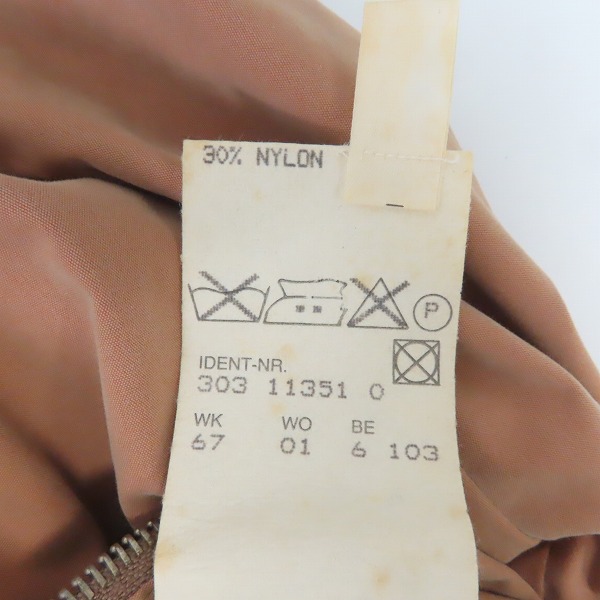 30% NYLON
P
IDENT-NR.
303 11351 0
WK WO BE
67 01 6 103